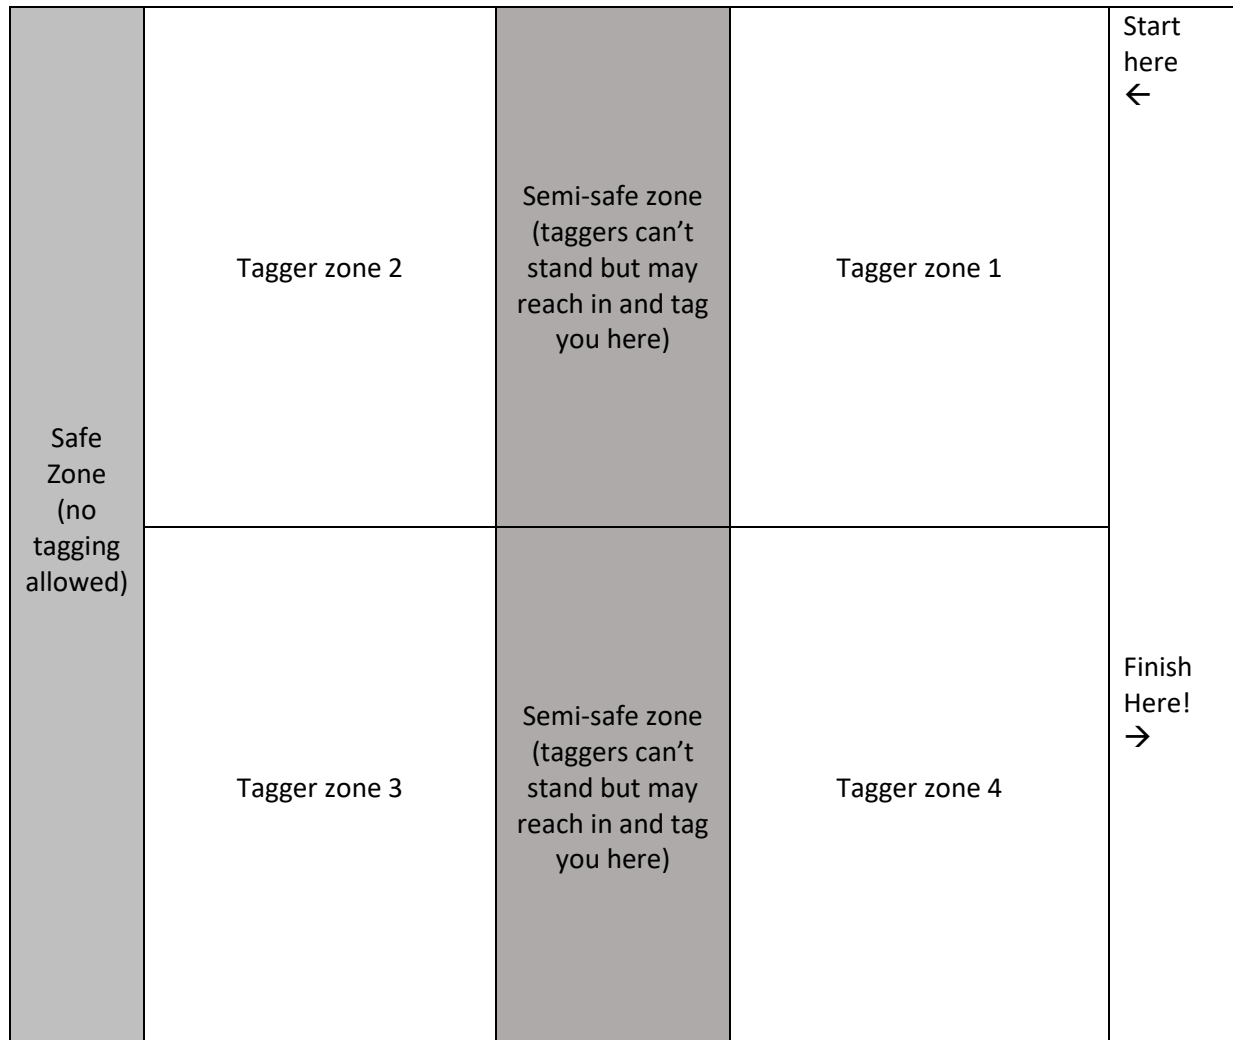 Start
here
←
Semi-safe zone
(taggers can’t
stand but may
reach in and tag
you here)
Tagger zone 2
Tagger zone 1
Safe
Zone
(no
tagging
allowed)
Finish
Here!
→
Semi-safe zone
(taggers can’t
stand but may
reach in and tag
you here)
Tagger zone 3
Tagger zone 4